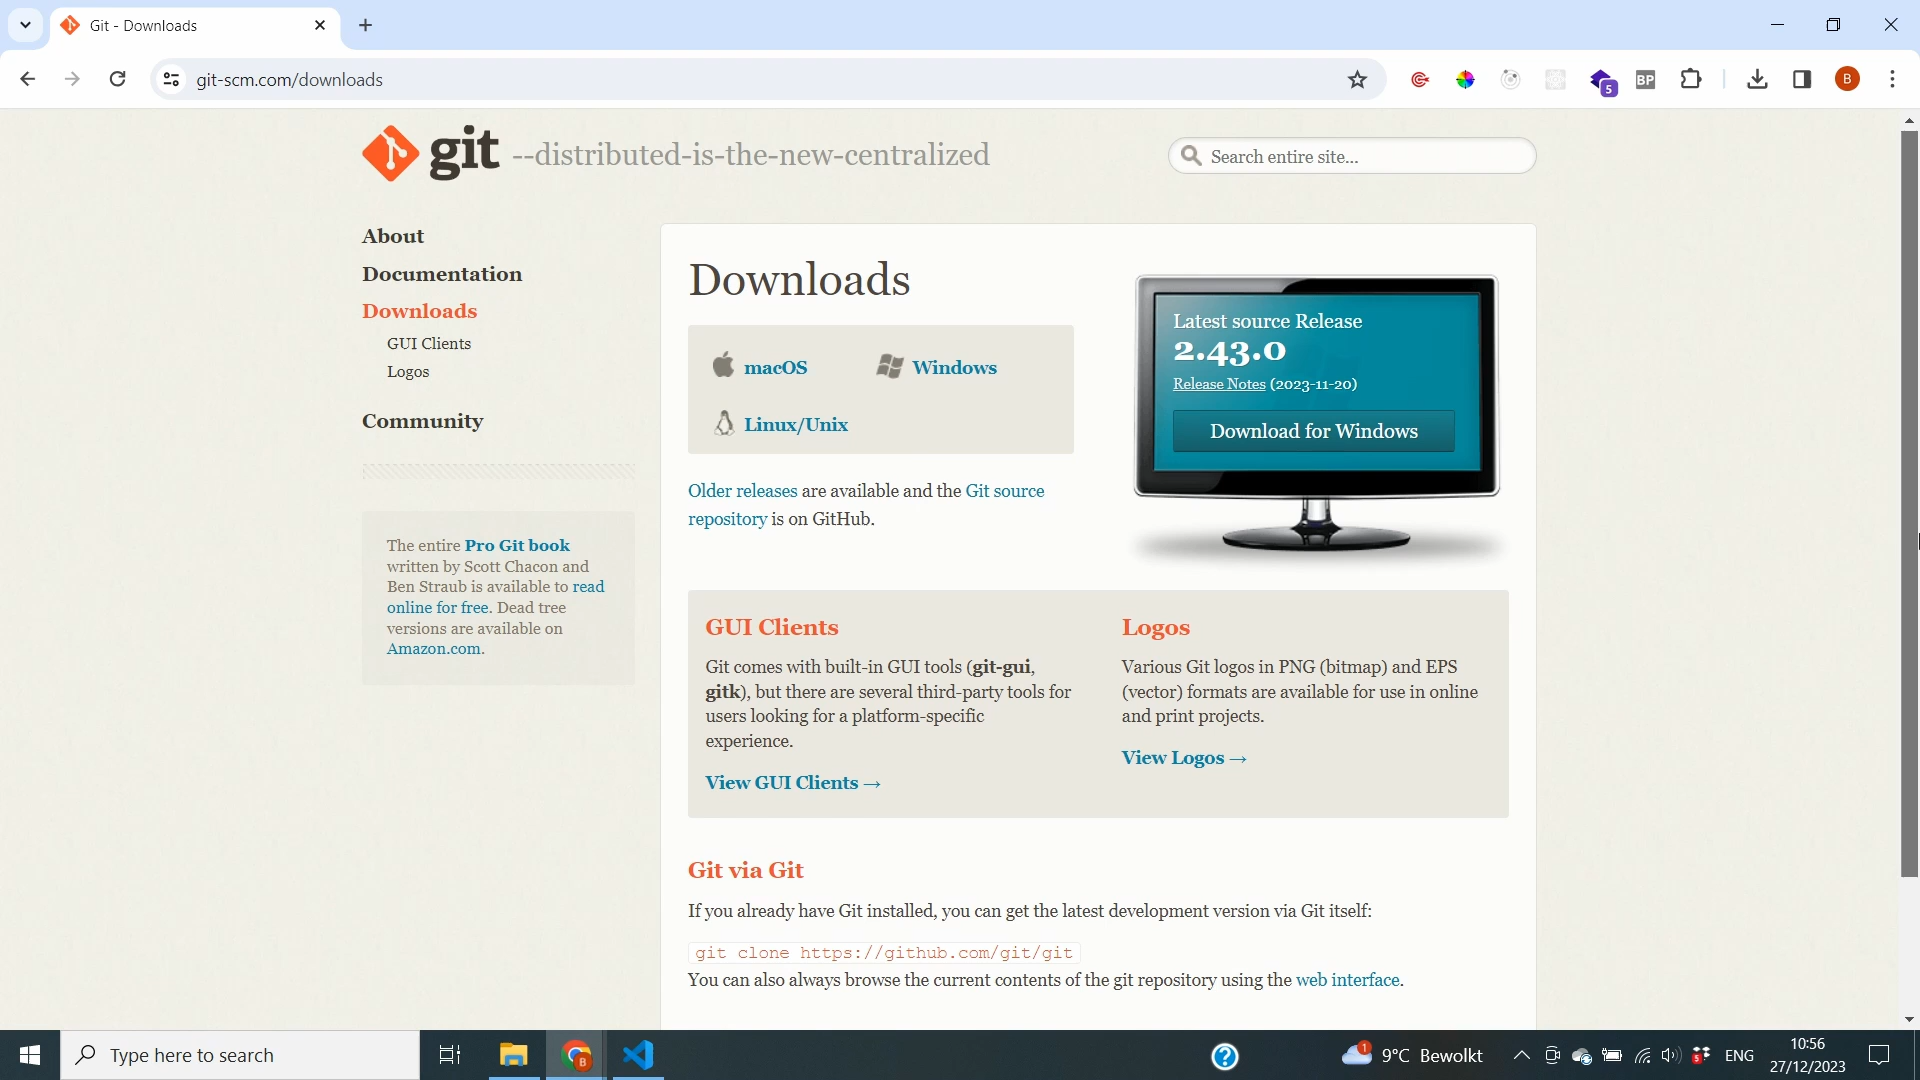 Git - Downloads
git-scm.com/downloads
5
BP
B
git --distributed-is-the-new-centralized
Search entire site...
About
Documentation
Downloads
GUI Clients
Logos
Community
The entire Pro Git book
written by Scott Chacon and
Ben Straub is available to read
online for free. Dead tree
versions are available on
Amazon.com.
Downloads
macOS
Windows
Linux/Unix
Older releases are available and the Git source
repository is on GitHub.
Latest source Release
2.43.0
Release Notes (2023-11-20)
Download for Windows
GUI Clients
Git comes with built-in GUI tools (git-gui,
gitk), but there are several third-party tools for
users looking for a platform-specific
experience.
View GUI Clients →
Logos
Various Git logos in PNG (bitmap) and EPS
(vector) formats are available for use in online
and print projects.
View Logos →
Git via Git
If you already have Git installed, you can get the latest development version via Git itself:
git clone https://github.com/git/git
You can also always browse the current contents of the git repository using the web interface.
Type here to search
B
?
1
9°C Bewolkt
5
ENG
10:56
27/12/2023